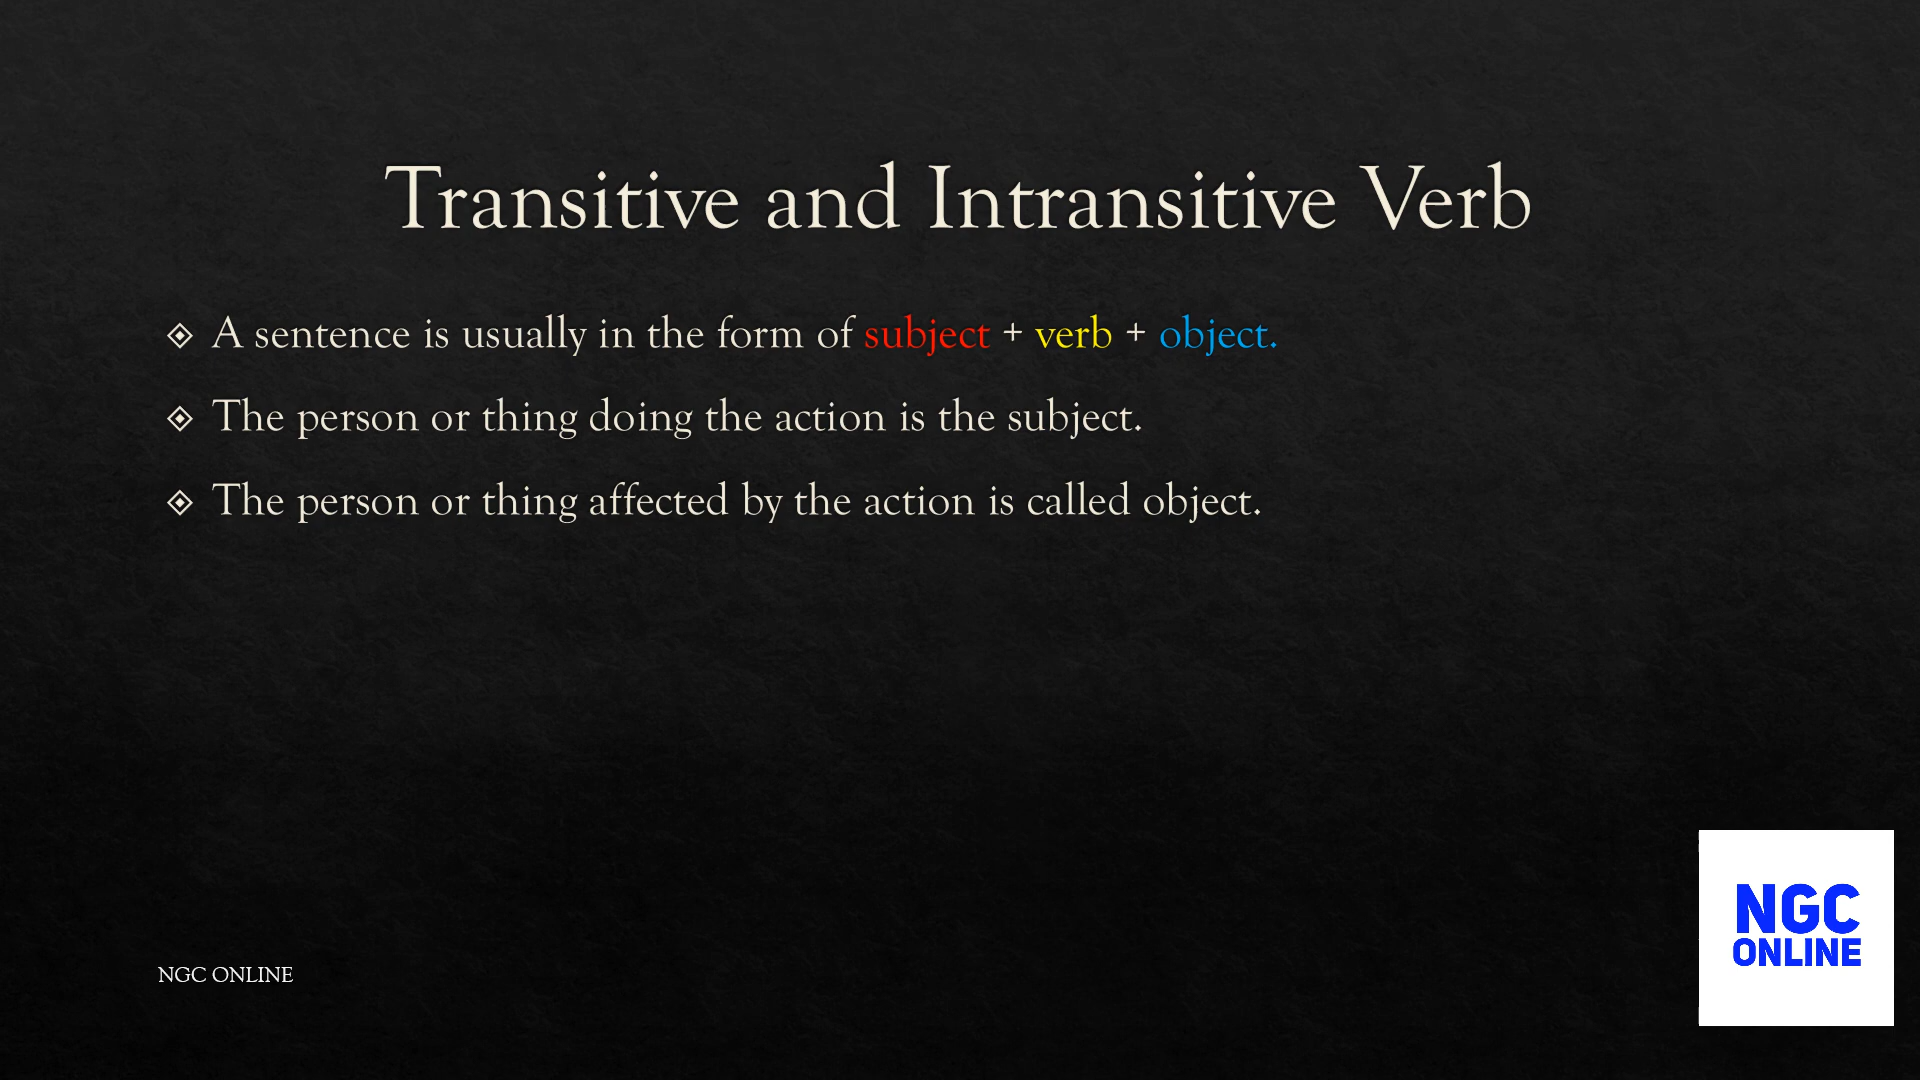 Transitive and Intransitive Verb
A sentence is usually in the form of subject + verb + object.
The person or thing doing the action is the subject.
The person or thing affected by the action is called object.
NGC ONLINE
NGC
ONLINE